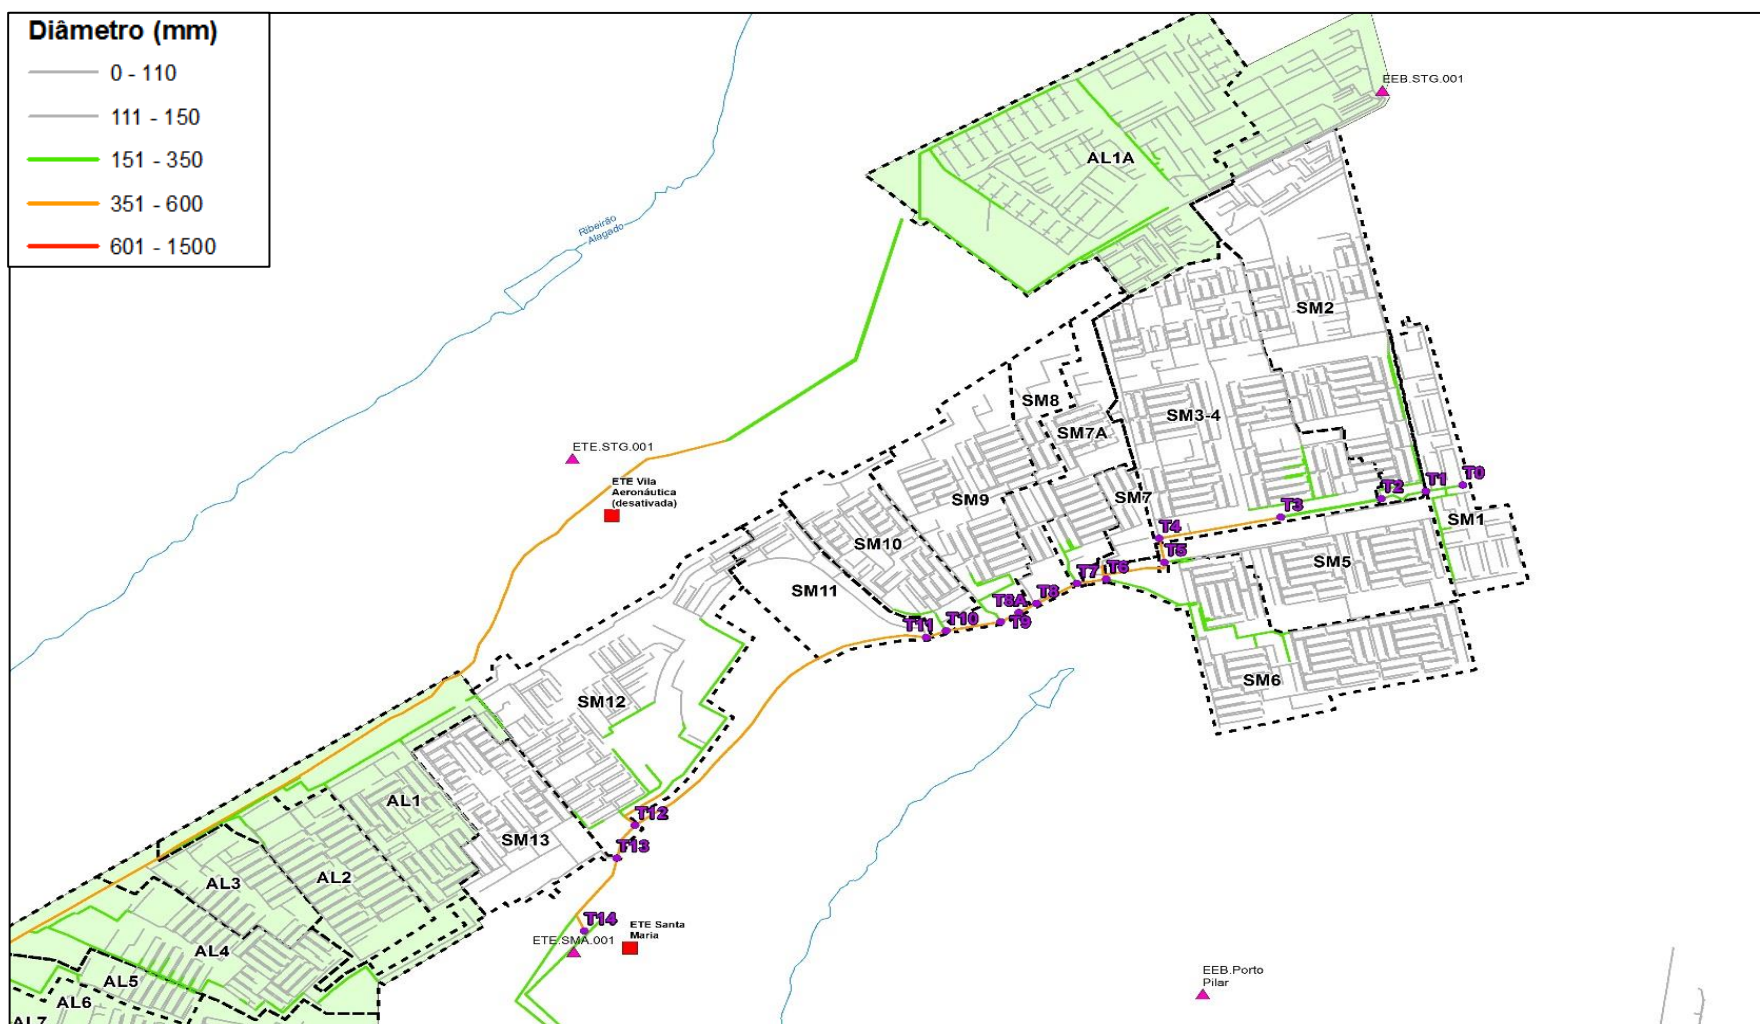 Diâmetro (mm)
0 - 110
111 - 150
151 - 350
351 - 600
601 - 1500
EEB.STG.001
AL1A
Ribeirão
Alagado
SM2
SM8
SM3-4
SM7A
ETE.STG.001
ETE Vila
Aeronáutica
(desativada)
SM9
SM7
T0
T1
T2
T3
SM1
T4
T5
SM10
SM5
T6
T7
SM11
T8
T8A
T9
T10
T11
SM6
SM12
AL1
T12
SM13
T13
AL3
AL2
T14
ETE Santa
Maria
ETE.SMA.001
AL4
EEB.Porto
Pilar
AL5
AL6
AL7